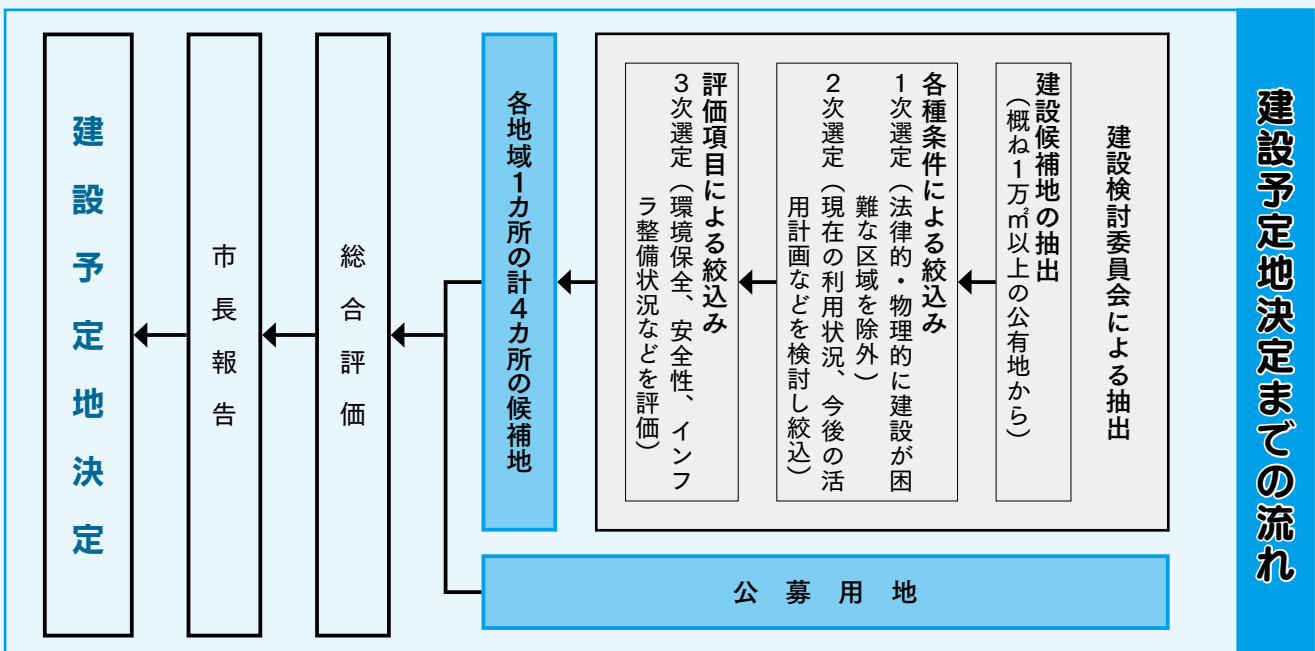 建設予定地決定までの流れ
建設検討委員会による抽出
建設候補地の抽出
（概ね1万㎡以上の公有地から）
各種条件による絞込み
1次選定（法律的・物理的に建設が困
難な区域を除外）
2次選定（現在の利用状況、今後の活
用計画などを検討し絞込）
評価項目による絞込み
3次選定（環境保全、安全性、インフ
ラ整備状況などを評価）
各地域1カ所の計4カ所の候補地
公募用地
総合評価
市長報告
建設予定地決定